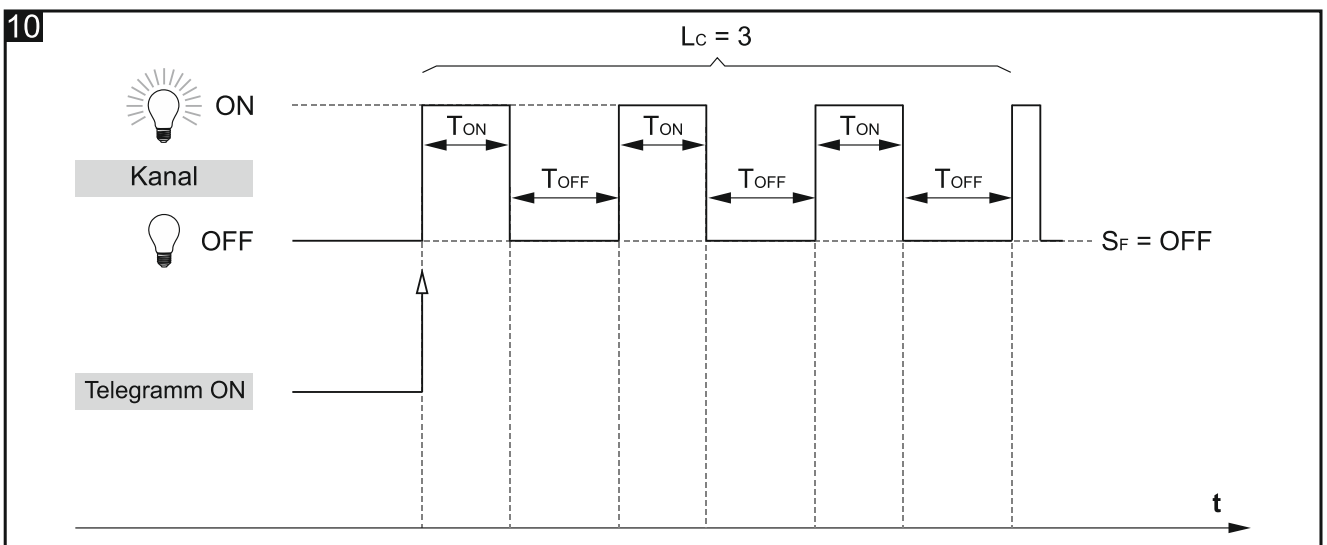 10
LC = 3
ON
TON
TON
TON
Kanal
TOFF
TOFF
TOFF
OFF
SF = OFF
Telegramm ON
t